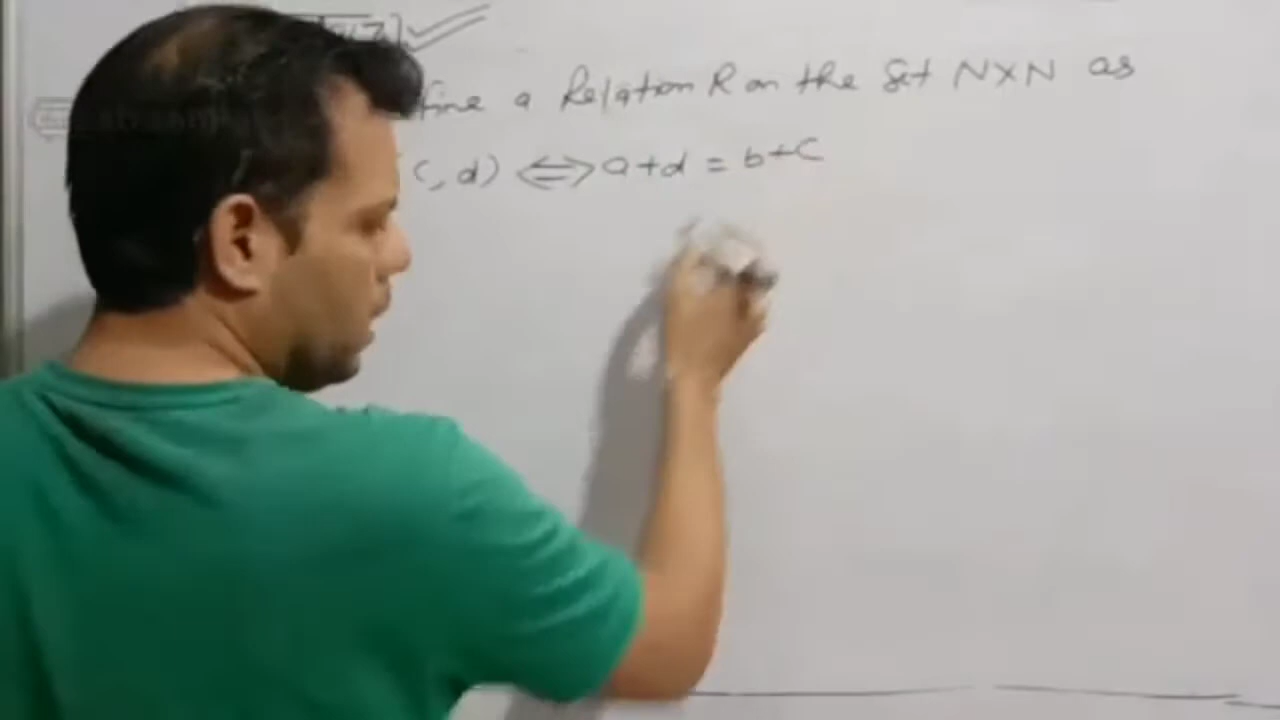 fine a Relation R on the Set N×N as
(c, d) ⟺ a+d = b+c